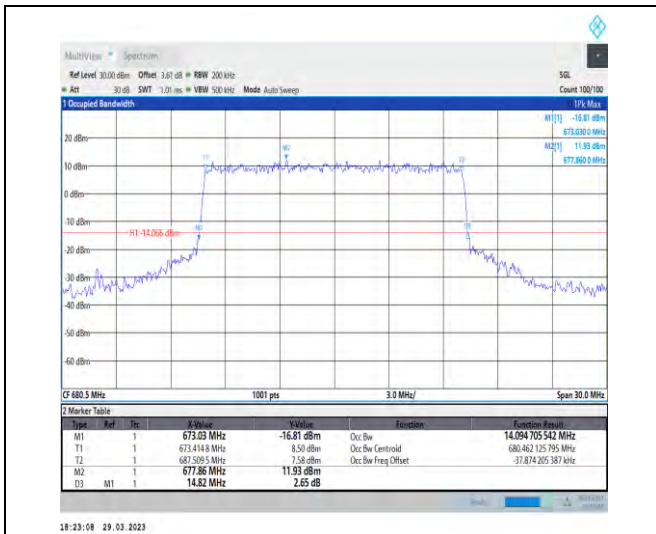 MultiView Spectrum
Ref Level 30.00 dBm Offset 3.61 dB RBW 200 kHz SGL
Att 30 dB SWT 1.01 ms VBW 500 kHz Mode Auto Sweep Count 100/100
1 Occupied Bandwidth 1Pk Max
M1[1] -16.81 dBm
673.0300 MHz
M2[1] 11.93 dBm
677.8600 MHz
20 dBm
M2
T1
T2
10 dBm
0 dBm
-10 dBm
H1 -14.066 dBm
M1
D3
-20 dBm
-30 dBm
-40 dBm
-50 dBm
-60 dBm
CF 680.5 MHz 1001 pts 3.0 MHz/ Span 30.0 MHz
2 Marker Table
Type Ref Trc X-Value Y-Value Function Function Result
M1 1 673.03 MHz -16.81 dBm Occ Bw 14.094 705 542 MHz
T1 1 673.4148 MHz 8.50 dBm Occ Bw Centroid 680.462 125 795 MHz
T2 1 687.5095 MHz 7.58 dBm Occ Bw Freq Offset -37.874 205 387 kHz
M2 1 677.86 MHz 11.93 dBm
D3 M1 1 14.82 MHz 2.65 dB
18:23:08 29.03.2023